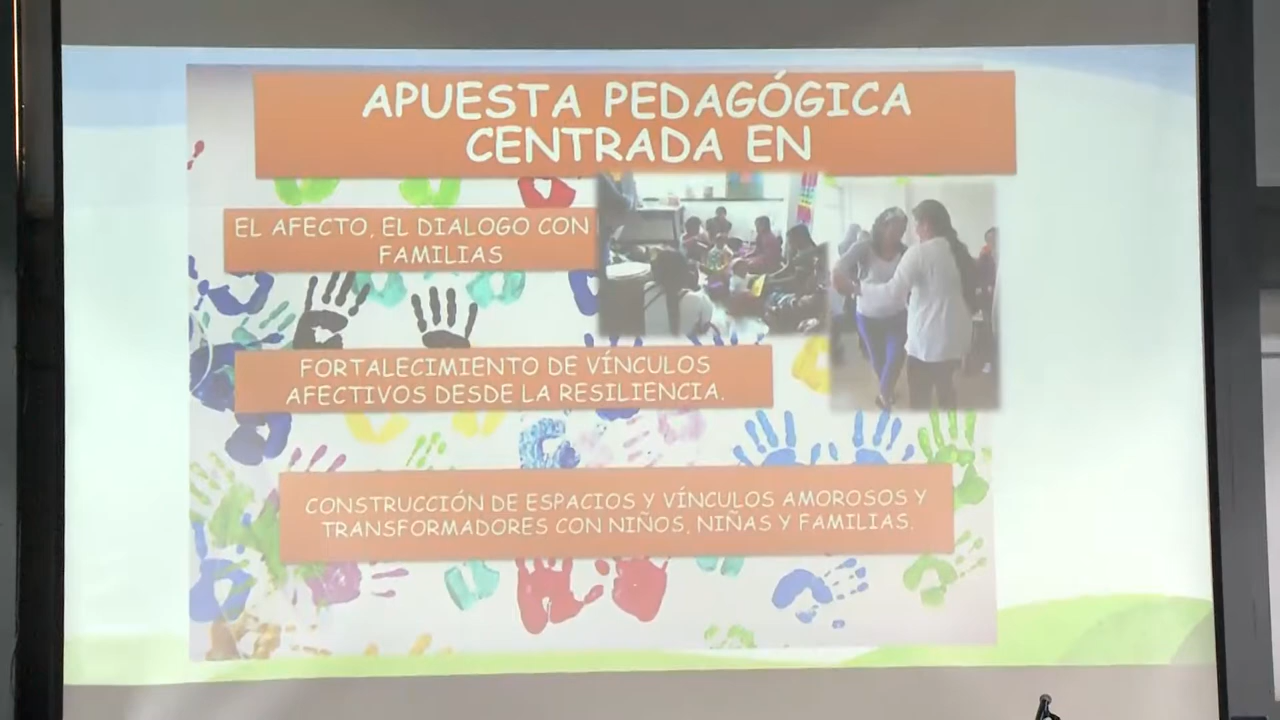 APUESTA PEDAGÓGICA
CENTRADA EN
EL AFECTO, EL DIALOGO CON
FAMILIAS
FORTALECIMIENTO DE VÍNCULOS
AFECTIVOS DESDE LA RESILIENCIA.
CONSTRUCCIÓN DE ESPACIOS Y VÍNCULOS AMOROSOS Y
TRANSFORMADORES CON NIÑOS, NIÑAS Y FAMILIAS.